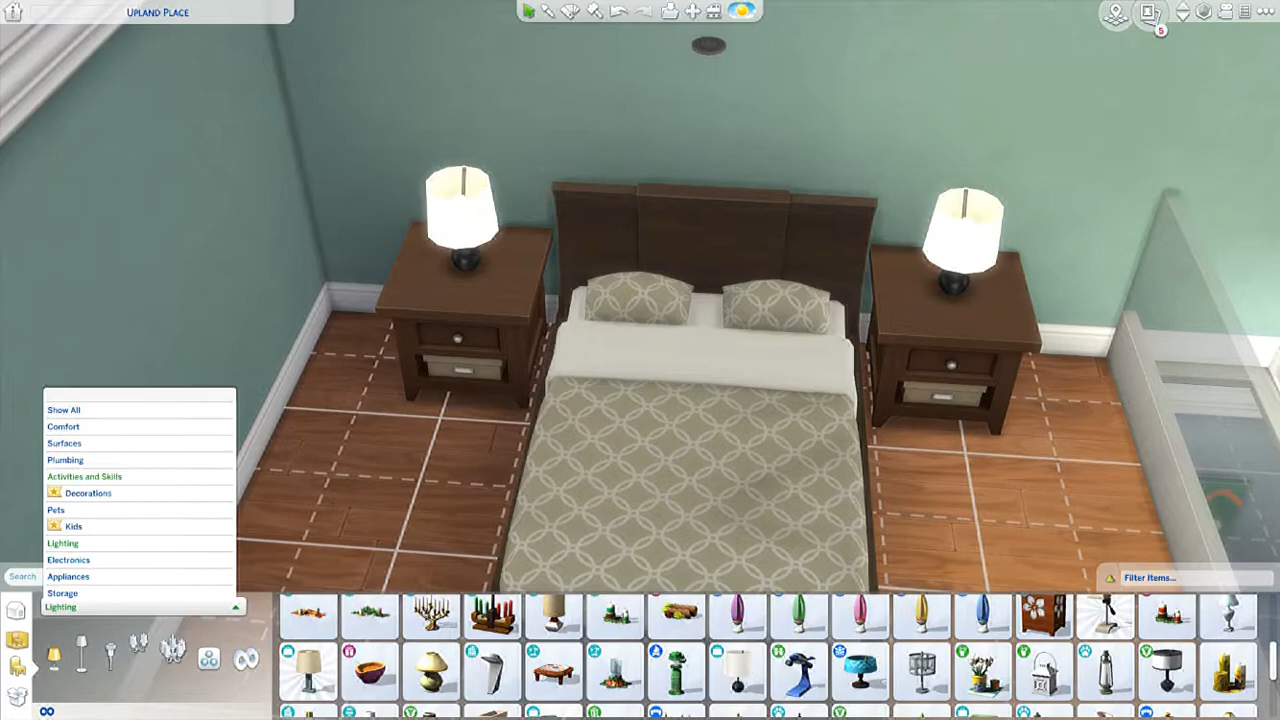 UPLAND PLACE
5
Show All
Comfort
Surfaces
Plumbing
Activities and Skills
Decorations
Pets
Kids
Lighting
Electronics
Appliances
Storage
Search
Lighting
Filter Items...